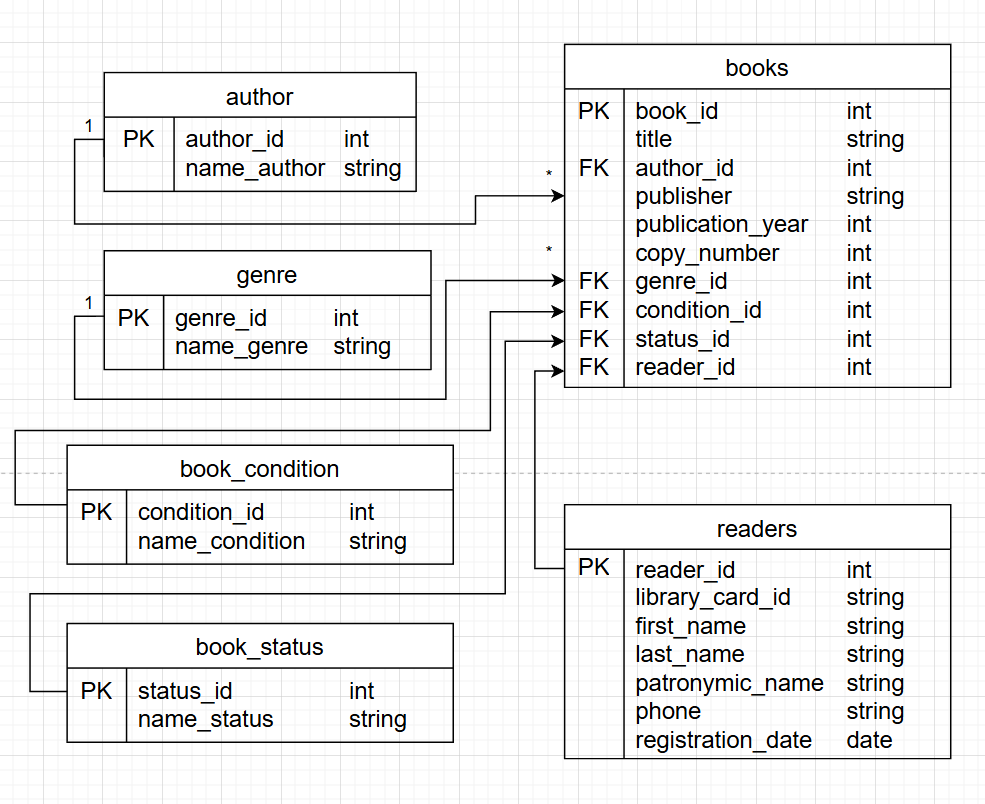 author
1
PK author_id int
name_author string
genre
1
PK genre_id int
name_genre string
book_condition
PK condition_id int
name_condition string
book_status
PK status_id int
name_status string
books
PK book_id int
title string
*
FK author_id int
publisher string
publication_year int
*
copy_number int
FK genre_id int
FK condition_id int
FK status_id int
FK reader_id int
readers
PK reader_id int
library_card_id string
first_name string
last_name string
patronymic_name string
phone string
registration_date date